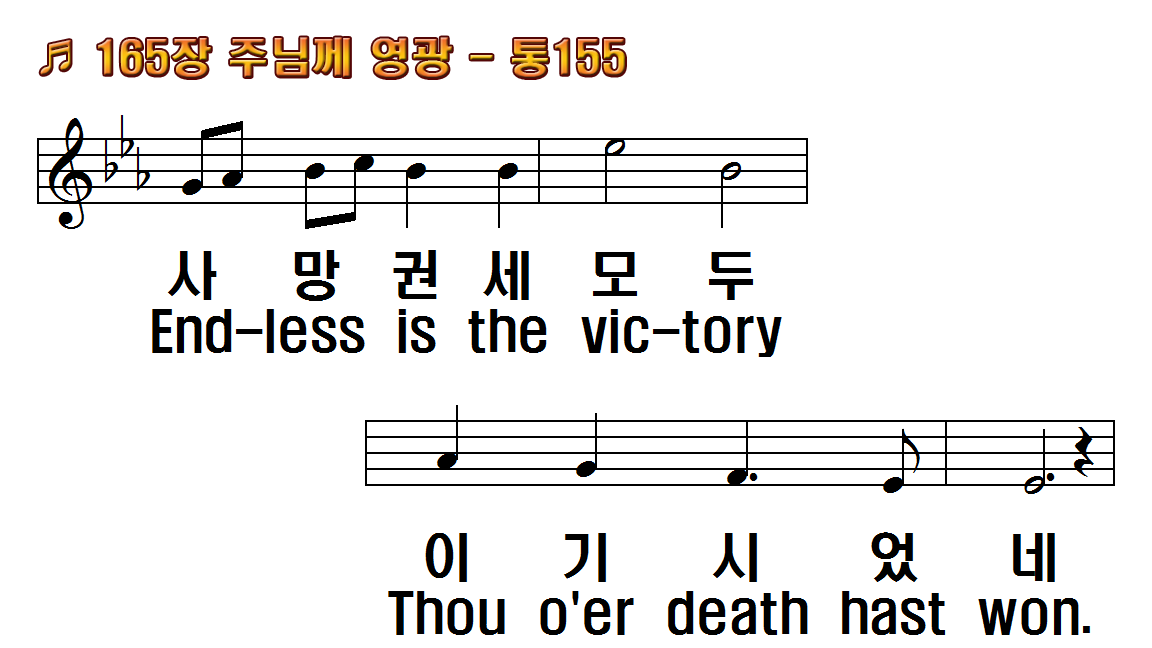 ♬ 165장 주님께 영광 - 통155
사 망 권 세 모 두
End-less is the vic-tory
이 기 시 었 네
Thou o'er death hast won.